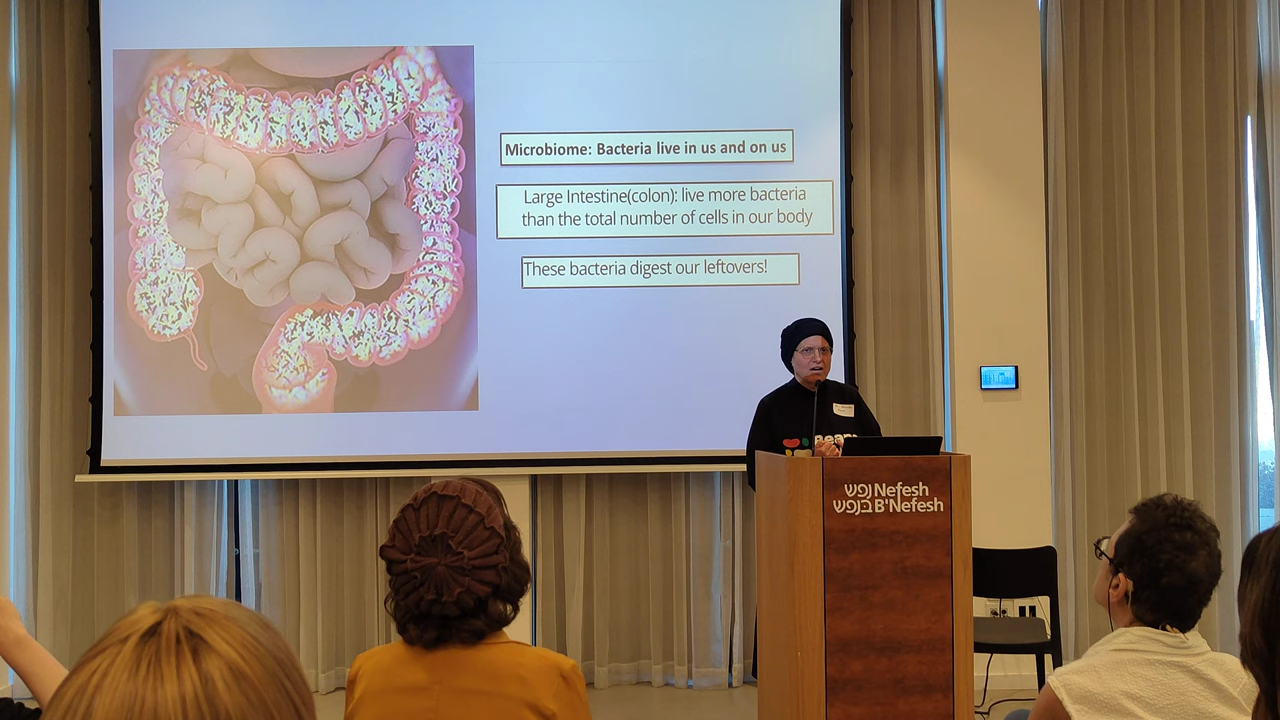 Microbiome: Bacteria live in us and on us
Large Intestine(colon): live more bacteria
than the total number of cells in our body
These bacteria digest our leftovers!
נפש Nefesh
בנפש B'Nefesh